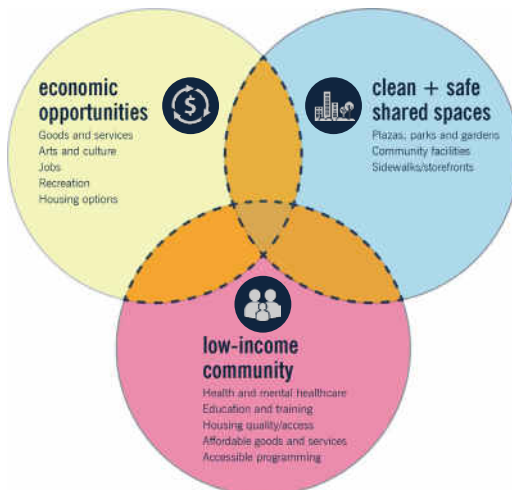 economic
opportunities
Goods and services
Arts and culture
Jobs
Recreation
Housing options
$
clean + safe
shared spaces
Plazas, parks and gardens
Community facilities
Sidewalks/storefronts
low-income
community
Health and mental healthcare
Education and training
Housing quality/access
Affordable goods and services
Accessible programming